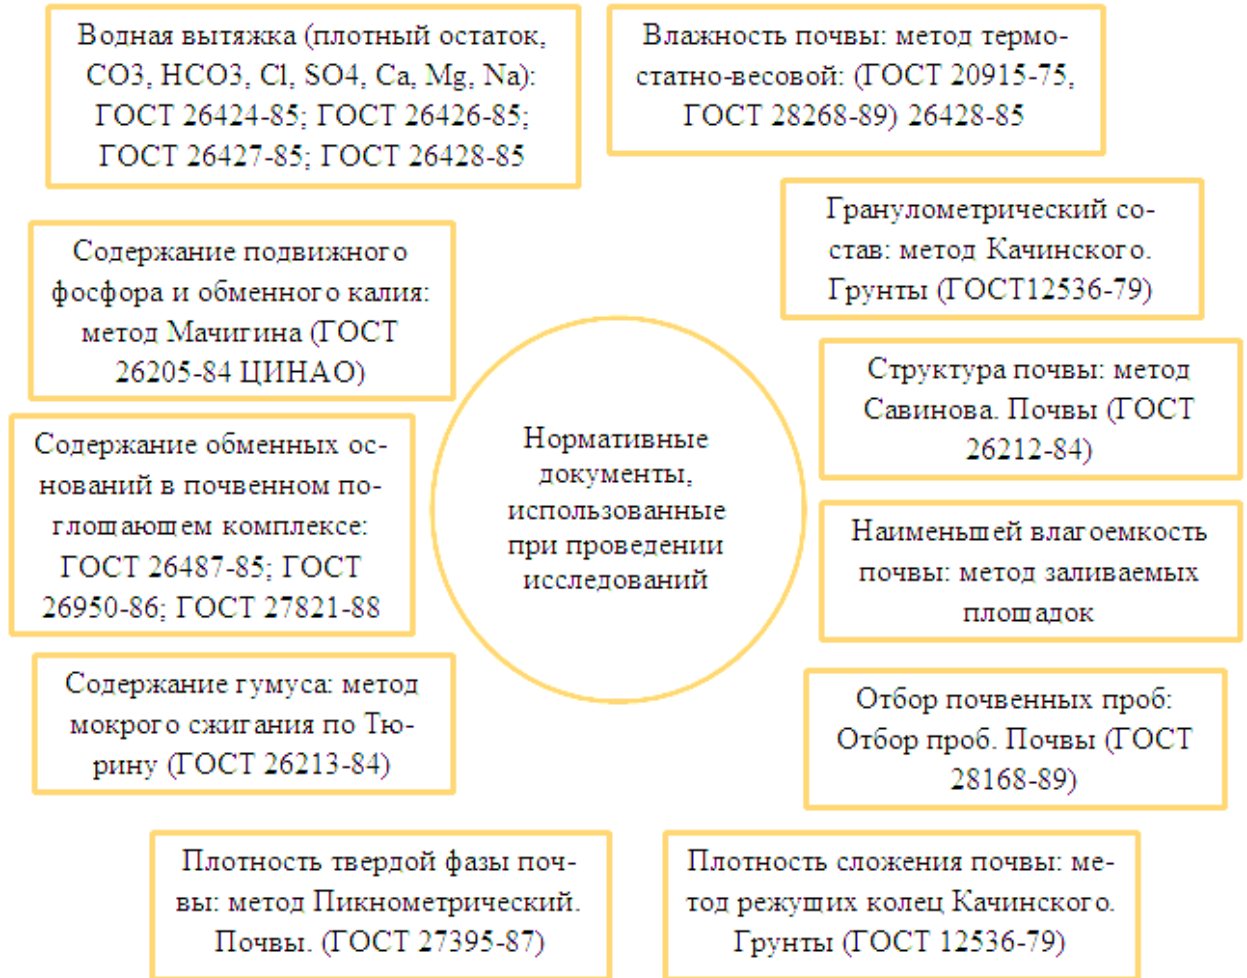 Водная вытяжка (плотный остаток,
CO3, HCO3, Cl, SO4, Ca, Mg, Na):
ГОСТ 26424-85; ГОСТ 26426-85;
ГОСТ 26427-85; ГОСТ 26428-85
Влажность почвы: метод термо-
статно-весовой: (ГОСТ 20915-75,
ГОСТ 28268-89) 26428-85
Гранулометрический со-
став: метод Качинского.
Грунты (ГОСТ12536-79)
Содержание подвижного
фосфора и обменного калия:
метод Мачигина (ГОСТ
26205-84 ЦИНАО)
Структура почвы: метод
Савинова. Почвы (ГОСТ
26212-84)
Содержание обменных ос-
нований в почвенном по-
глощающем комплексе:
ГОСТ 26487-85; ГОСТ
26950-86; ГОСТ 27821-88
Нормативные
документы,
использованные
при проведении
исследований
Наименьшей влагоемкость
почвы: метод заливаемых
площадок
Содержание гумуса: метод
мокрого сжигания по Тю-
рину (ГОСТ 26213-84)
Отбор почвенных проб:
Отбор проб. Почвы (ГОСТ
28168-89)
Плотность твердой фазы поч-
вы: метод Пикнометрический.
Почвы. (ГОСТ 27395-87)
Плотность сложения почвы: ме-
тод режущих колец Качинского.
Грунты (ГОСТ 12536-79)